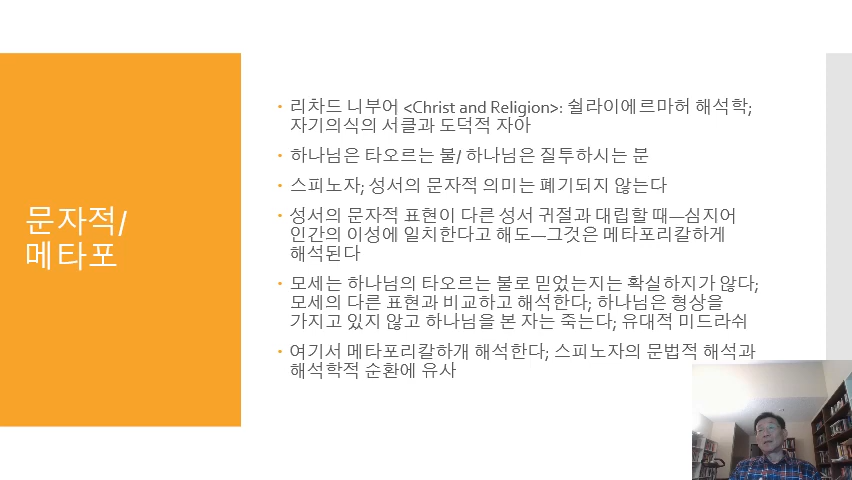 문자적/
메타포
• 리차드 니부어 <Christ and Religion>: 쉴라이에르마허 해석학;
자기의식의 서클과 도덕적 자아
• 하나님은 타오르는 불/ 하나님은 질투하시는 분
• 스피노자; 성서의 문자적 의미는 폐기되지 않는다
• 성서의 문자적 표현이 다른 성서 귀절과 대립할 때—심지어
인간의 이성에 일치한다고 해도—그것은 메타포리칼하게
해석된다
• 모세는 하나님의 타오르는 불로 믿었는지는 확실하지가 않다;
모세의 다른 표현과 비교하고 해석한다; 하나님은 형상을
가지고 있지 않고 하나님을 본 자는 죽는다; 유대적 미드라쉬
• 여기서 메타포리칼하개 해석한다; 스피노자의 문법적 해석과
해석학적 순환에 유사